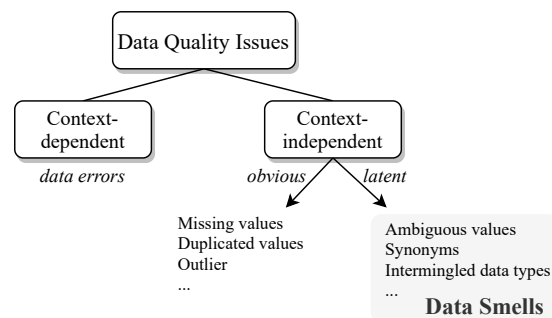 Data Quality Issues
Context-
dependent
Context-
independent
data errors
obvious
latent
Missing values
Duplicated values
Outlier
...
Ambiguous values
Synonyms
Intermingled data types
...
Data Smells